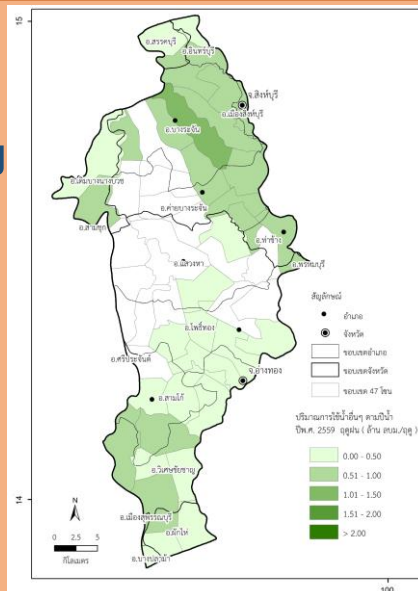 15
อ.สรรคบุรี
อ.อินทร์บุรี
จ.สิงห์บุรี
อ.เมืองสิงห์บุรี
อ.บางระจัน
อ.เดิมบางนางบวช
อ.ค่ายบางระจัน
อ.สามชุก
อ.ท่าช้าง
อ.พรหมบุรี
อ.แสวงหา
สัญลักษณ์
อำเภอ
จังหวัด
ขอบเขตอำเภอ
ขอบเขตจังหวัด
ขอบเขต 47 โซน
อ.โพธิ์ทอง
อ.ศรีประจันต์
จ.อ่างทอง
อ.สามโก้
ปริมาณการใช้น้ำอื่นๆ ตามปีน้ำ
ปีพ.ศ. 2559 ฤดูฝน ( ล้าน ลบม./ฤดู )
0.00 - 0.50
0.51 - 1.00
1.01 - 1.50
1.51 - 2.00
> 2.00
อ.วิเศษชัยชาญ
14
N
อ.เมืองสุพรรณบุรี
อ.ผักไห่
0 2.5 5
กิโลเมตร
อ.บางปลาม้า
100